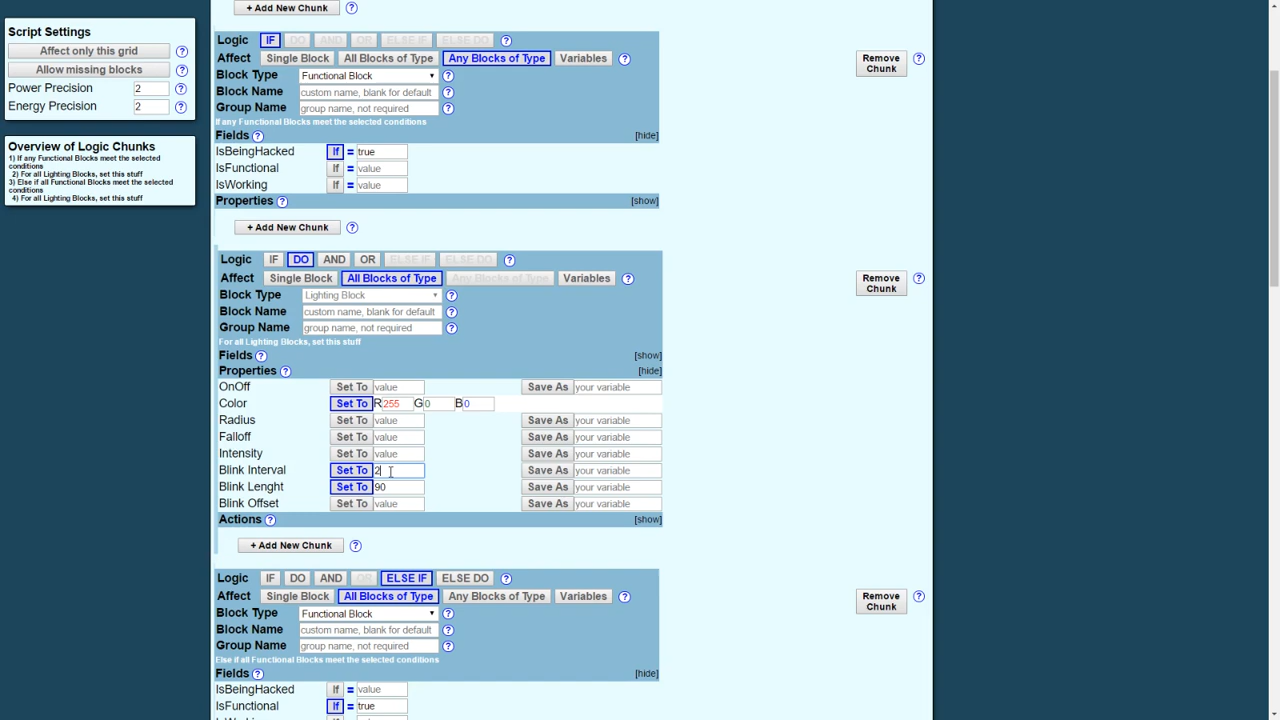 Script Settings
Affect only this grid ?
Allow missing blocks ?
Power Precision 2 ?
Energy Precision 2 ?
Overview of Logic Chunks
1) If any Functional Blocks meet the selected
conditions
2) For all Lighting Blocks, set this stuff
3) Else if all Functional Blocks meet the selected
conditions
4) For all Lighting Blocks, set this stuff
+ Add New Chunk ?
Logic IF DO AND OR ELSE IF ELSE DO ?
Affect Single Block All Blocks of Type Any Blocks of Type Variables ?
Remove
Chunk ?
Block Type Functional Block ?
Block Name custom name, blank for default ?
Group Name group name, not required ?
If any Functional Blocks meet the selected conditions
Fields ? [hide]
IsBeingHacked If = true
IsFunctional If = value
IsWorking If = value
Properties ? [show]
+ Add New Chunk ?
Logic IF DO AND OR ELSE IF ELSE DO ?
Affect Single Block All Blocks of Type Any Blocks of Type Variables ?
Remove
Chunk ?
Block Type Lighting Block ?
Block Name custom name, blank for default ?
Group Name group name, not required ?
For all Lighting Blocks, set this stuff
Fields ? [show]
Properties ? [hide]
OnOff Set To value Save As your variable
Color Set To R 255 G 0 B 0
Radius Set To value Save As your variable
Falloff Set To value Save As your variable
Intensity Set To value Save As your variable
Blink Interval Set To 2 Save As your variable
Blink Lenght Set To 90 Save As your variable
Blink Offset Set To value Save As your variable
Actions ? [show]
+ Add New Chunk ?
Logic IF DO AND OR ELSE IF ELSE DO ?
Affect Single Block All Blocks of Type Any Blocks of Type Variables ?
Remove
Chunk ?
Block Type Functional Block ?
Block Name custom name, blank for default ?
Group Name group name, not required ?
Else if all Functional Blocks meet the selected conditions
Fields ? [hide]
IsBeingHacked If = value
IsFunctional If = true